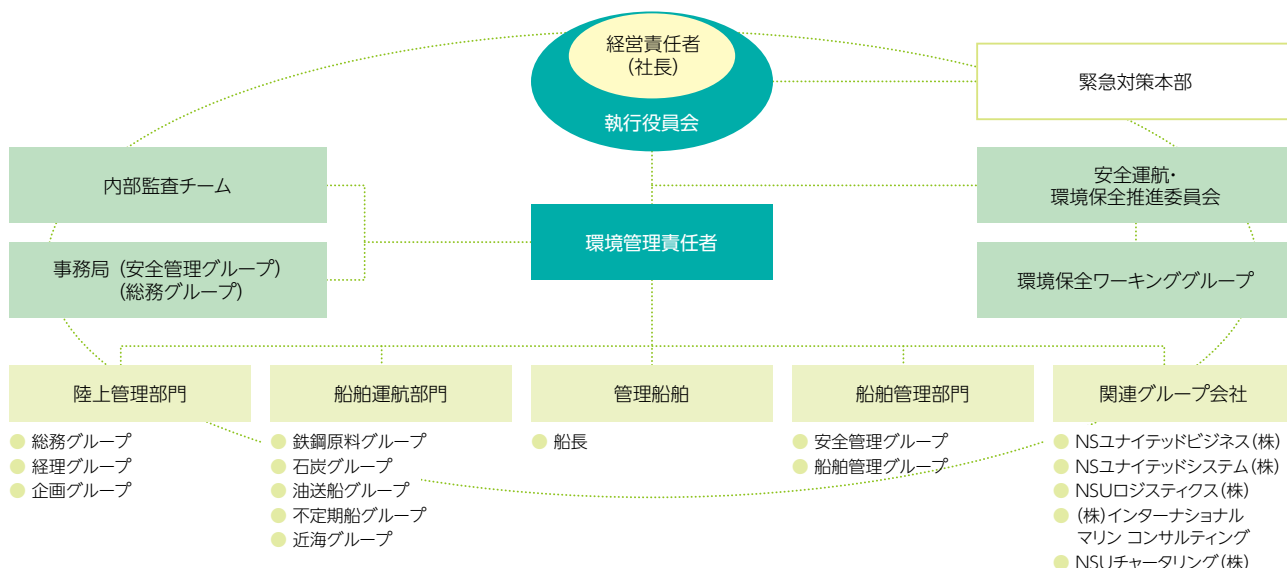 経営責任者
(社長)
執行役員会
緊急対策本部
内部監査チーム
安全運航・
環境保全推進委員会
環境管理責任者
事務局 (安全管理グループ)
(総務グループ)
環境保全ワーキンググループ
陸上管理部門
総務グループ
経理グループ
企画グループ
船舶運航部門
鉄鋼原料グループ
石炭グループ
油送船グループ
不定期船グループ
近海グループ
管理船舶
船長
船舶管理部門
安全管理グループ
船舶管理グループ
関連グループ会社
NSユナイテッドビジネス(株)
NSユナイテッドシステム(株)
NSUロジスティクス(株)
(株)インターナショナル
マリン コンサルティング
NSUチャータリング(株)